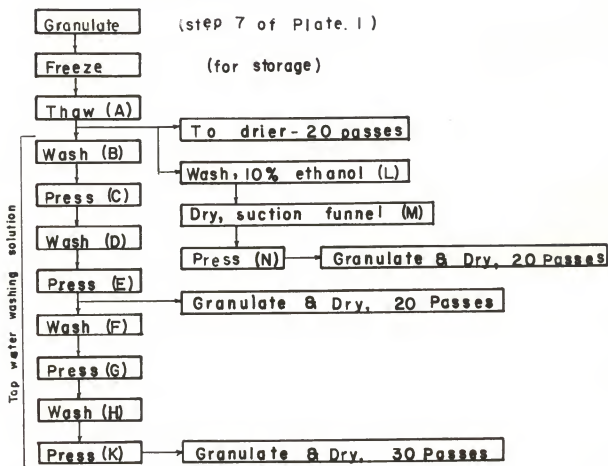 Granulate (step 7 of Plate. I)
Freeze (for storage)
Thaw (A)
To drier - 20 passes
Wash (B)
Wash, 10% ethanol (L)
Press (C)
Dry, suction funnel (M)
Wash (D)
Press (N) Granulate & Dry, 20 Passes
Press (E)
Granulate & Dry, 20 Passes
Wash (F)
Press (G)
Wash (H)
Press (K) Granulate & Dry, 30 Passes
Tap water washing solution